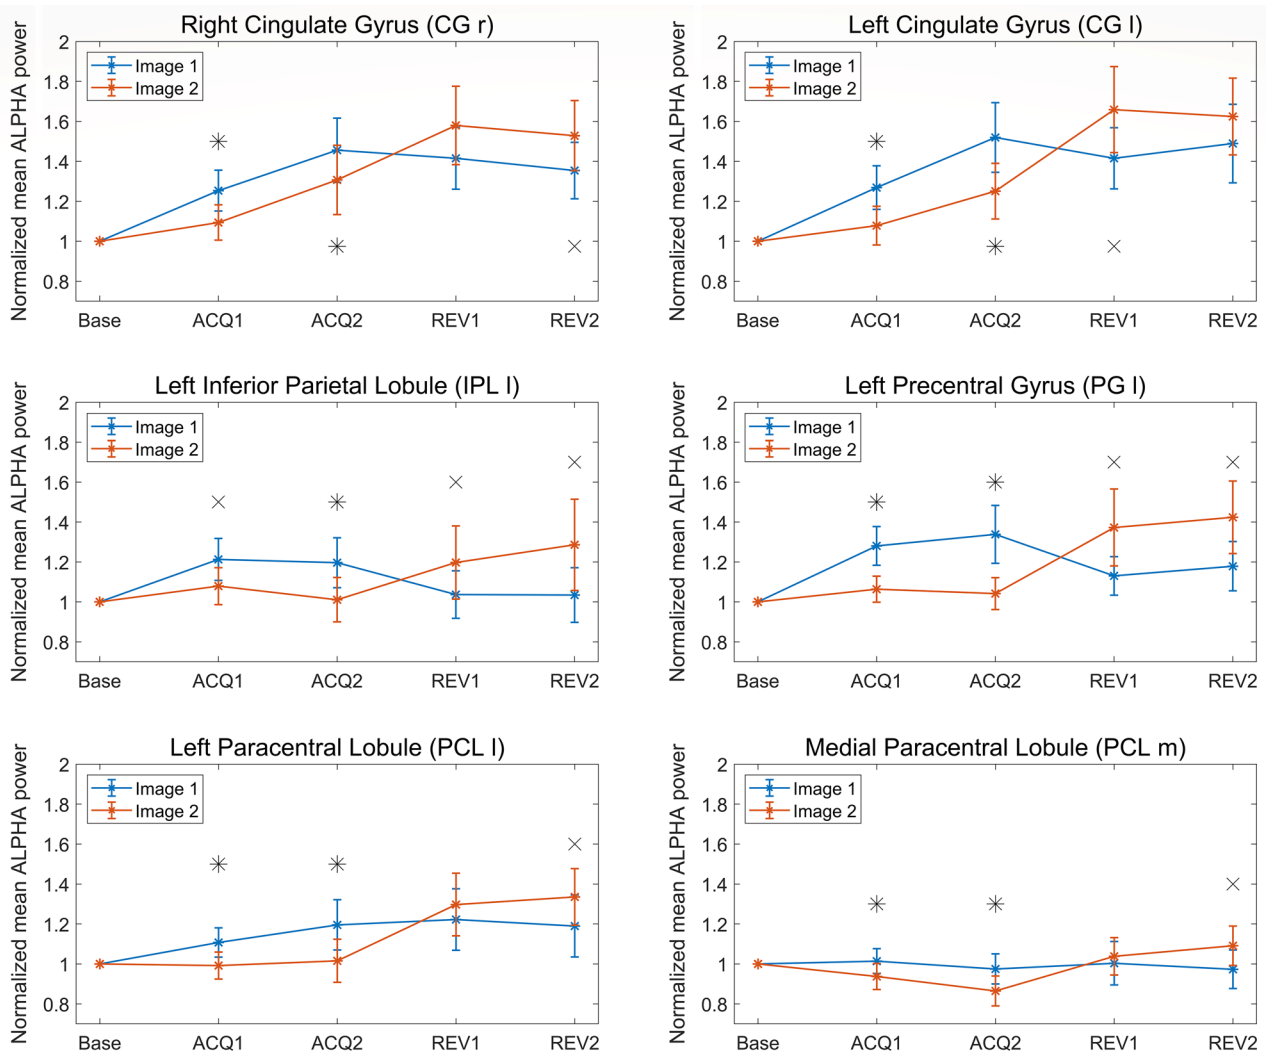 Right Cingulate Gyrus (CG r)
Normalized mean ALPHA power
2
1.8
1.6
1.4
1.2
1
0.8
Image 1
Image 2
Base ACQ1 ACQ2 REV1 REV2
Left Cingulate Gyrus (CG l)
Normalized mean ALPHA power
2
1.8
1.6
1.4
1.2
1
0.8
Image 1
Image 2
Base ACQ1 ACQ2 REV1 REV2
Left Inferior Parietal Lobule (IPL l)
Normalized mean ALPHA power
2
1.8
1.6
1.4
1.2
1
0.8
Image 1
Image 2
Base ACQ1 ACQ2 REV1 REV2
Left Precentral Gyrus (PG l)
Normalized mean ALPHA power
2
1.8
1.6
1.4
1.2
1
0.8
Image 1
Image 2
Base ACQ1 ACQ2 REV1 REV2
Left Paracentral Lobule (PCL l)
Normalized mean ALPHA power
2
1.8
1.6
1.4
1.2
1
0.8
Image 1
Image 2
Base ACQ1 ACQ2 REV1 REV2
Medial Paracentral Lobule (PCL m)
Normalized mean ALPHA power
2
1.8
1.6
1.4
1.2
1
0.8
Image 1
Image 2
Base ACQ1 ACQ2 REV1 REV2